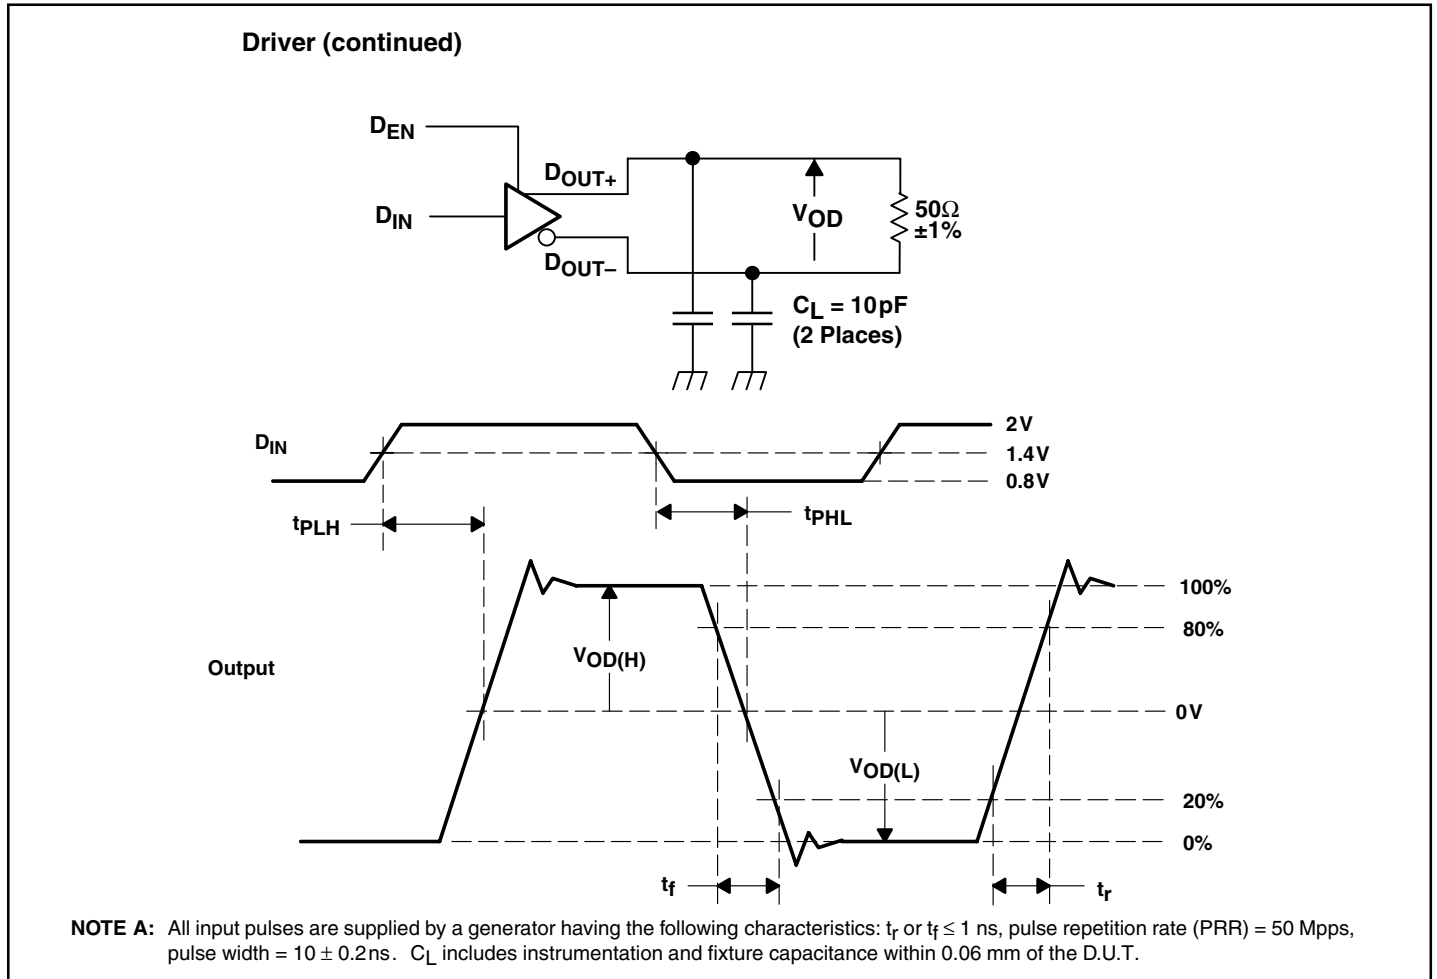 Driver (continued)
DEN
DOUT+
DIN
VOD
50Ω
±1%
DOUT–
CL = 10pF
(2 Places)
2V
DIN
1.4V
0.8V
tPLH
tPHL
100%
80%
VOD(H)
Output
0V
VOD(L)
20%
0%
tf
tr
NOTE A: All input pulses are supplied by a generator having the following characteristics: tr or tf ≤ 1 ns, pulse repetition rate (PRR) = 50 Mpps,
pulse width = 10 ± 0.2ns. CL includes instrumentation and fixture capacitance within 0.06 mm of the D.U.T.